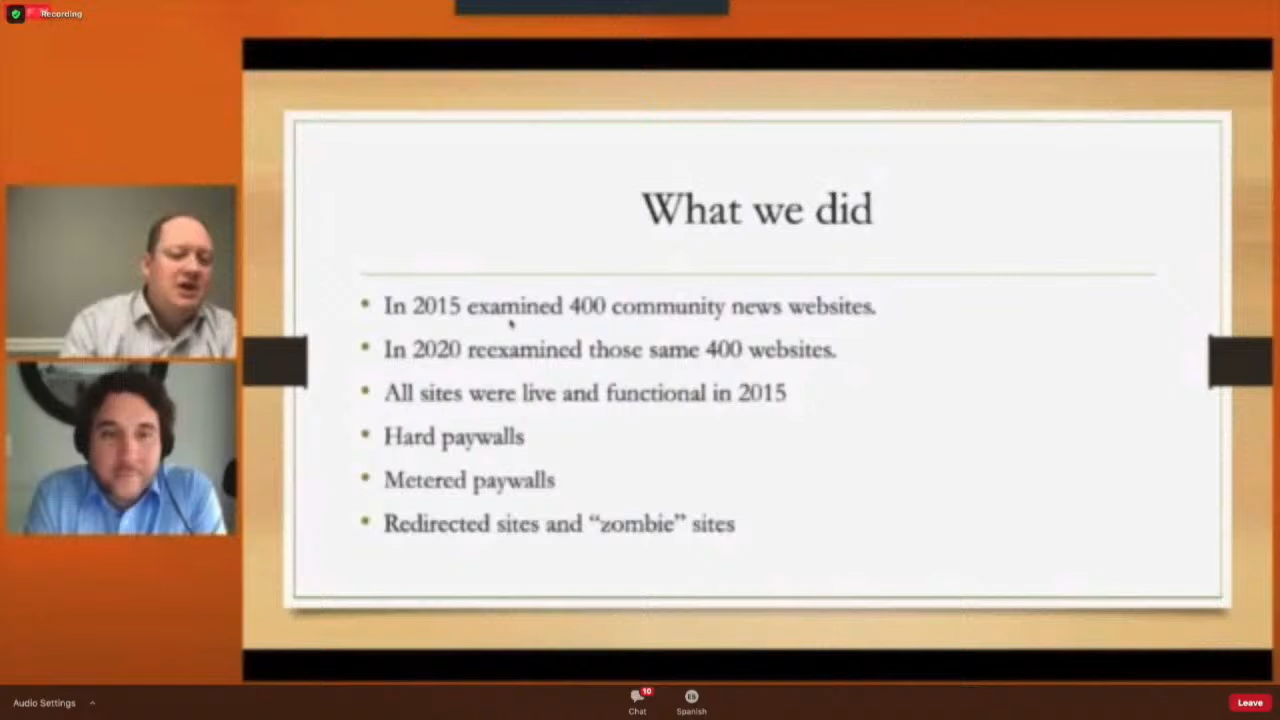 Recording
What we did
In 2015 examined 400 community news websites.
In 2020 reexamined those same 400 websites.
All sites were live and functional in 2015
Hard paywalls
Metered paywalls
Redirected sites and “zombie” sites
Audio Settings
10
Chat
ES
Spanish
Leave